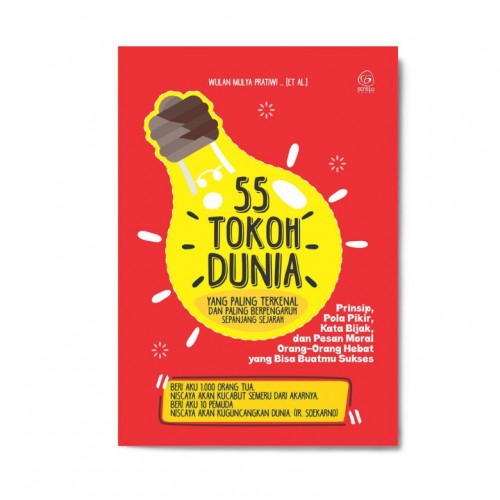 WULAN MULYA PRATIWI .. [ET AL.]
55
TOKOH
DUNIA
YANG PALING TERKENAL
DAN PALING BERPENGARUH
SEPANJANG SEJARAH
Prinsip,
Pola Pikir,
Kata Bijak,
dan Pesan Moral
Orang-Orang Hebat
yang Bisa Buatmu Sukses
BERI AKU 1.000 ORANG TUA,
NISCAYA AKAN KUCABUT SEMERU DARI AKARNYA.
BERI AKU 10 PEMUDA
NISCAYA AKAN KUGUNCANGKAN DUNIA. (IR. SOEKARNO)